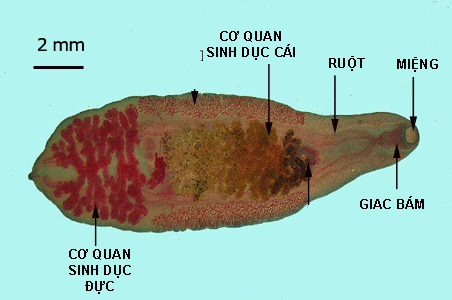 2 mm
CƠ QUAN
SINH DỤC CÁI
RUỘT
MIỆNG
GIAC BÁM
CƠ QUAN
SINH DỤC
ĐỰC